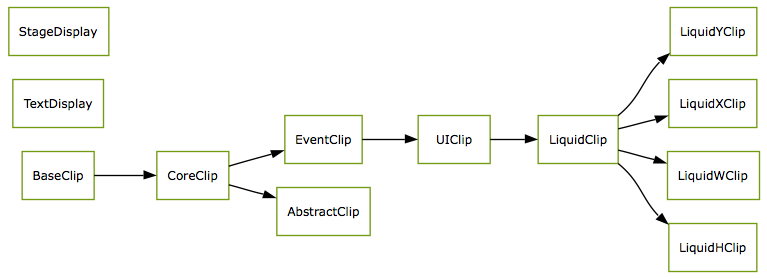 StageDisplay
TextDisplay
BaseClip
CoreClip
EventClip
AbstractClip
UIClip
LiquidClip
LiquidYClip
LiquidXClip
LiquidWClip
LiquidHClip